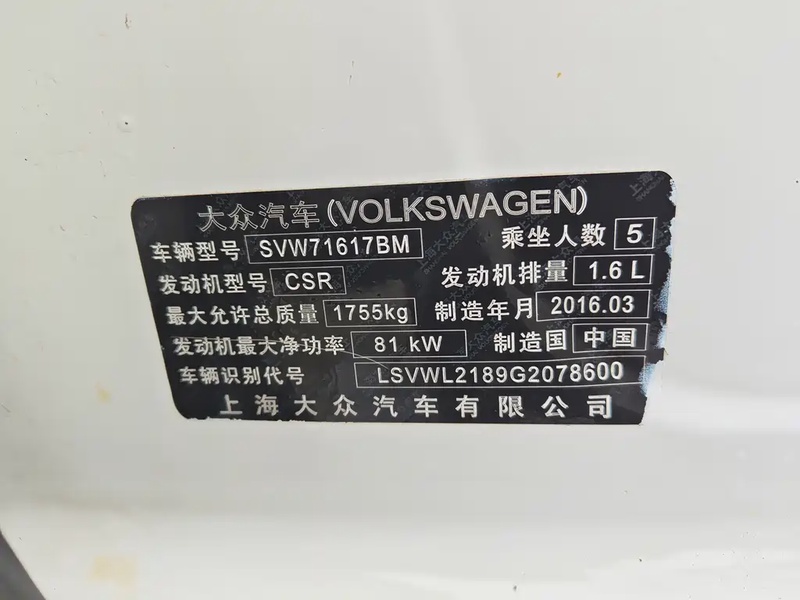 大众汽车(VOLKSWAGEN)
车辆型号 SVW71617BM 乘坐人数 5
发动机型号 CSR 发动机排量 1.6 L
最大允许总质量 1755kg 制造年月 2016.03
发动机最大净功率 81 kW 制造国 中国
车辆识别代号 LSVWL2189G2078600
上海大众汽车有限公司